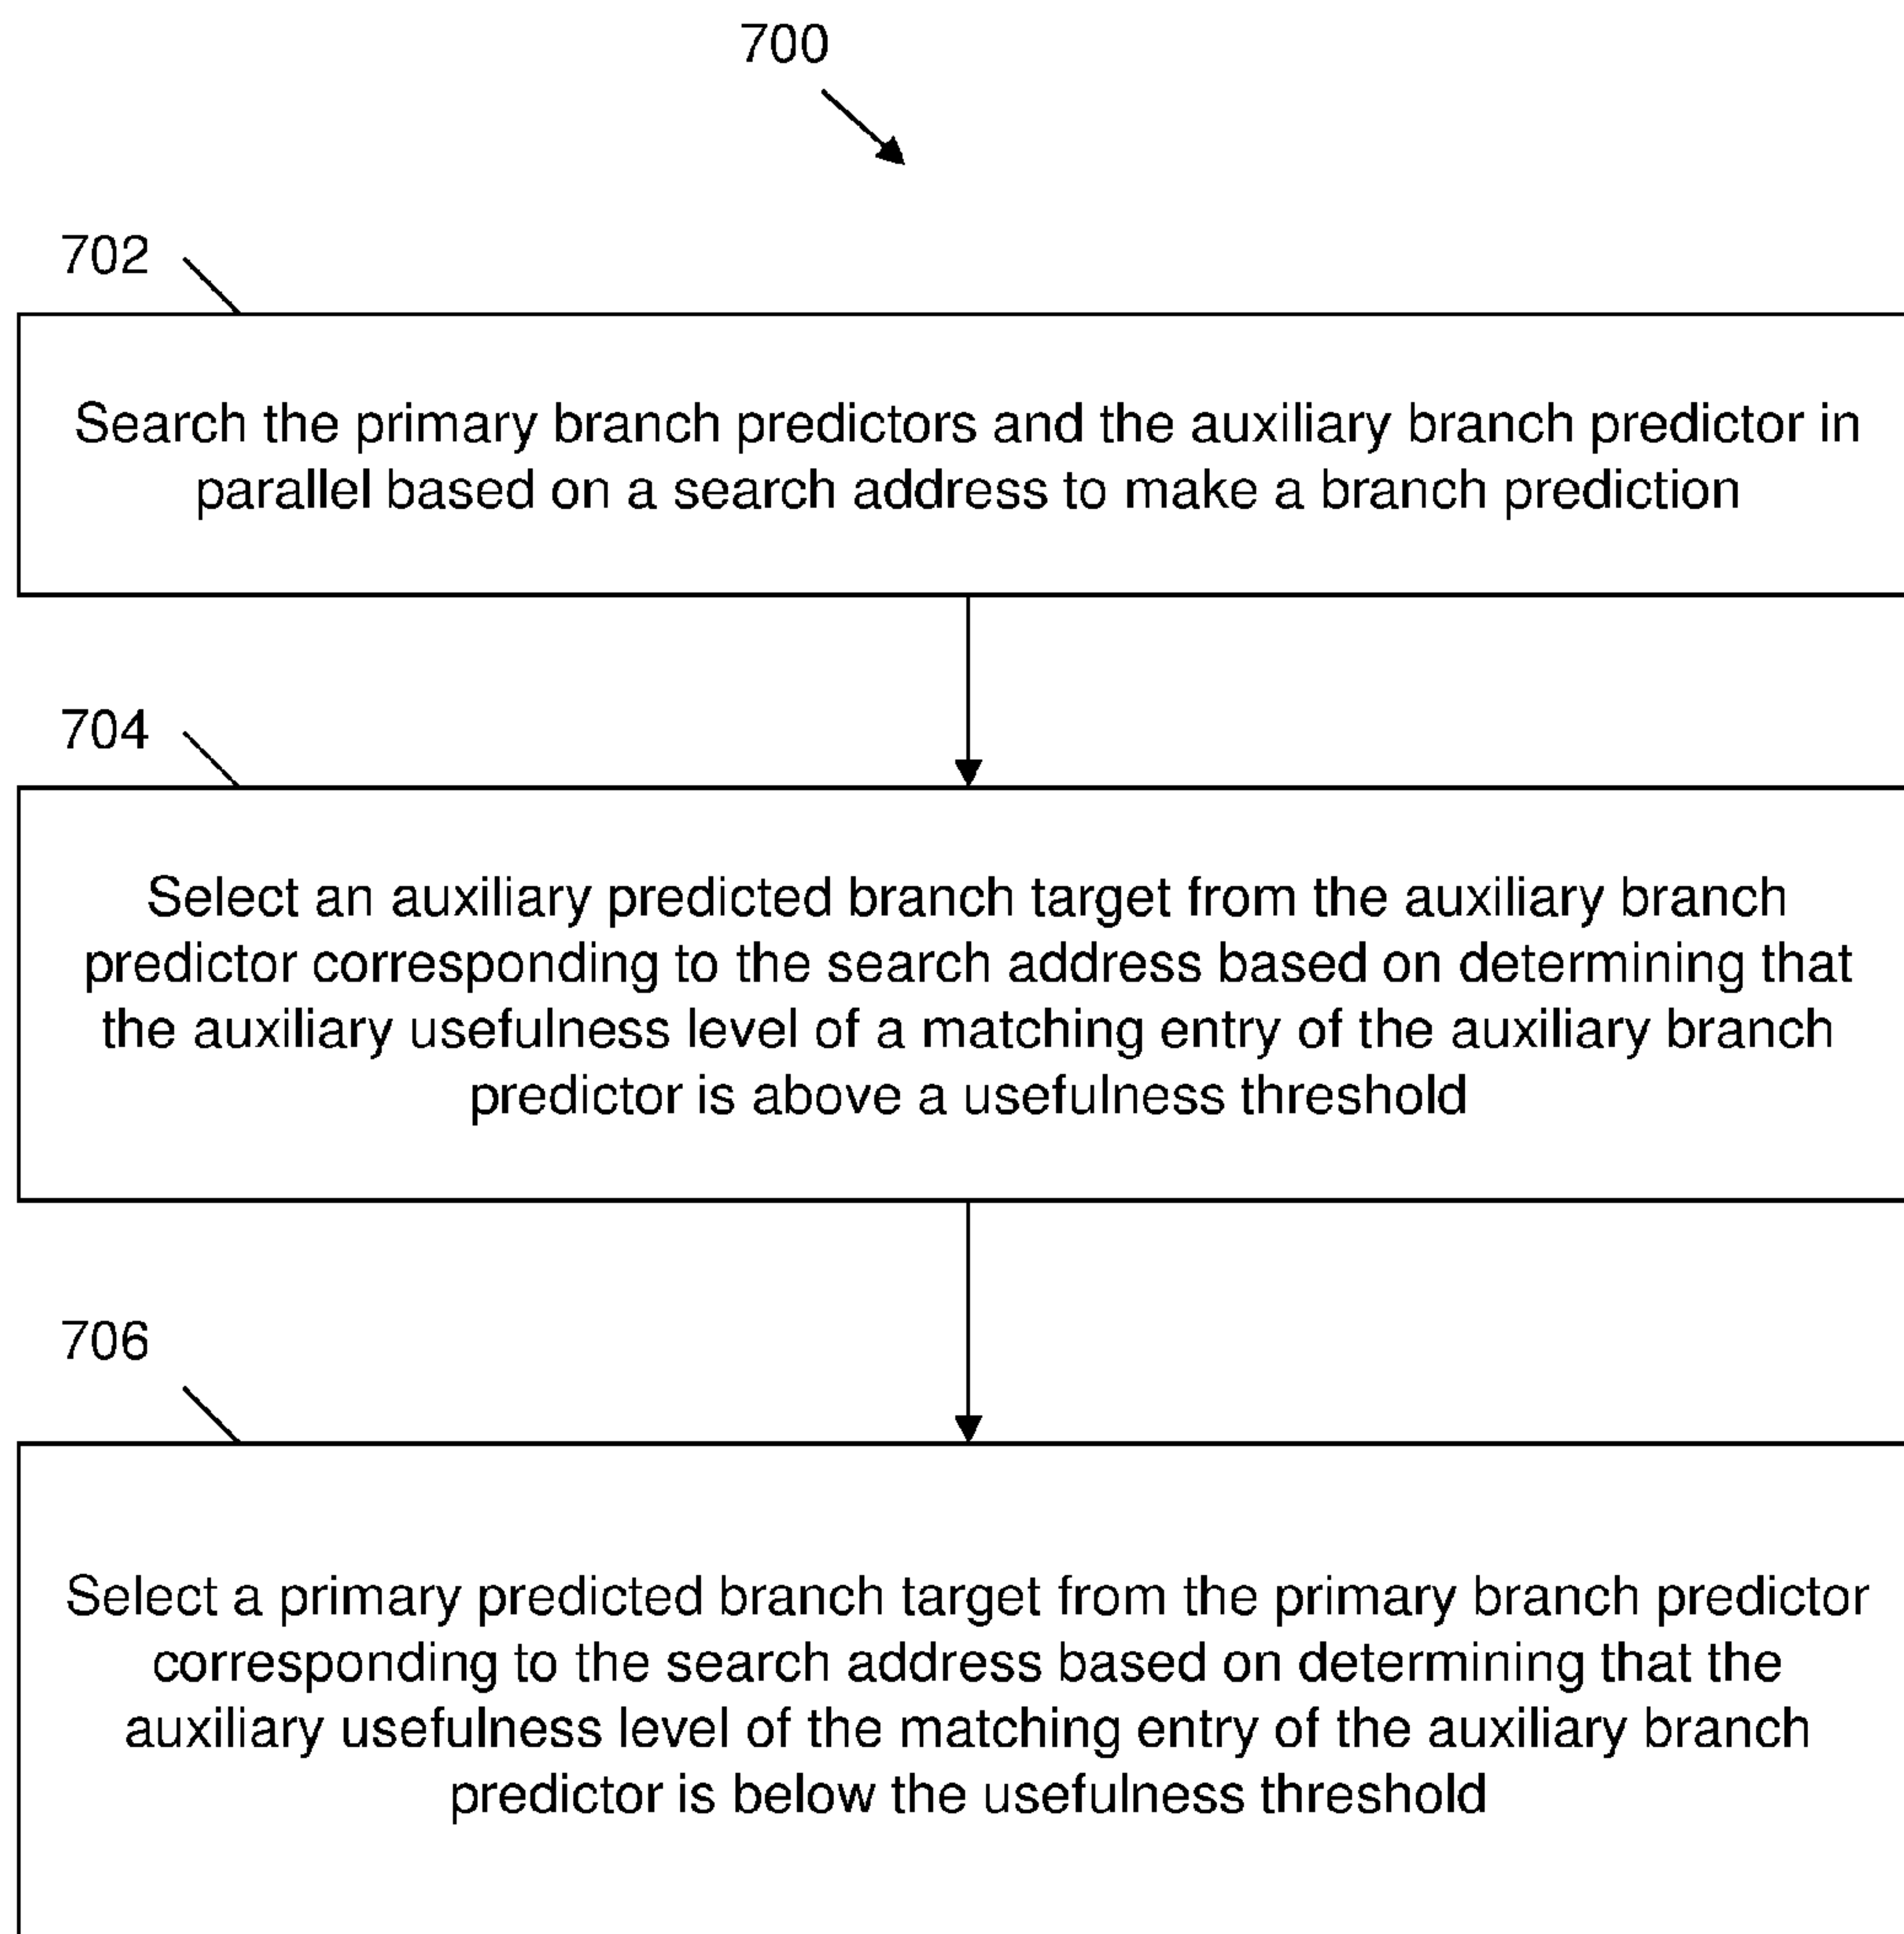 700
702
Search the primary branch predictors and the auxiliary branch predictor in
parallel based on a search address to make a branch prediction
704
Select an auxiliary predicted branch target from the auxiliary branch
predictor corresponding to the search address based on determining that
the auxiliary usefulness level of a matching entry of the auxiliary branch
predictor is above a usefulness threshold
706
Select a primary predicted branch target from the primary branch predictor
corresponding to the search address based on determining that the
auxiliary usefulness level of the matching entry of the auxiliary branch
predictor is below the usefulness threshold